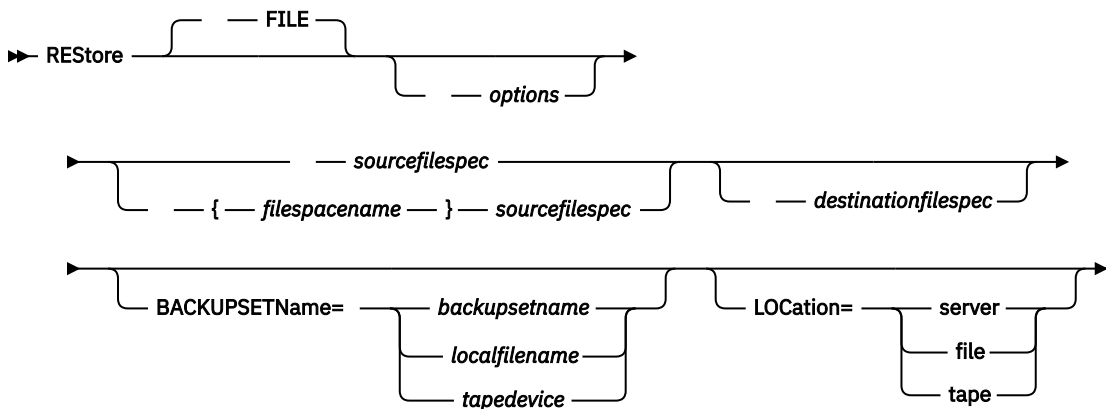 FILE
REStore
options
sourcefilespec
{ filespacename } sourcefilespec
destinationfilespec
BACKUPSETName= backupsetname
localfilename
tapedevice
LOCation= server
file
tape